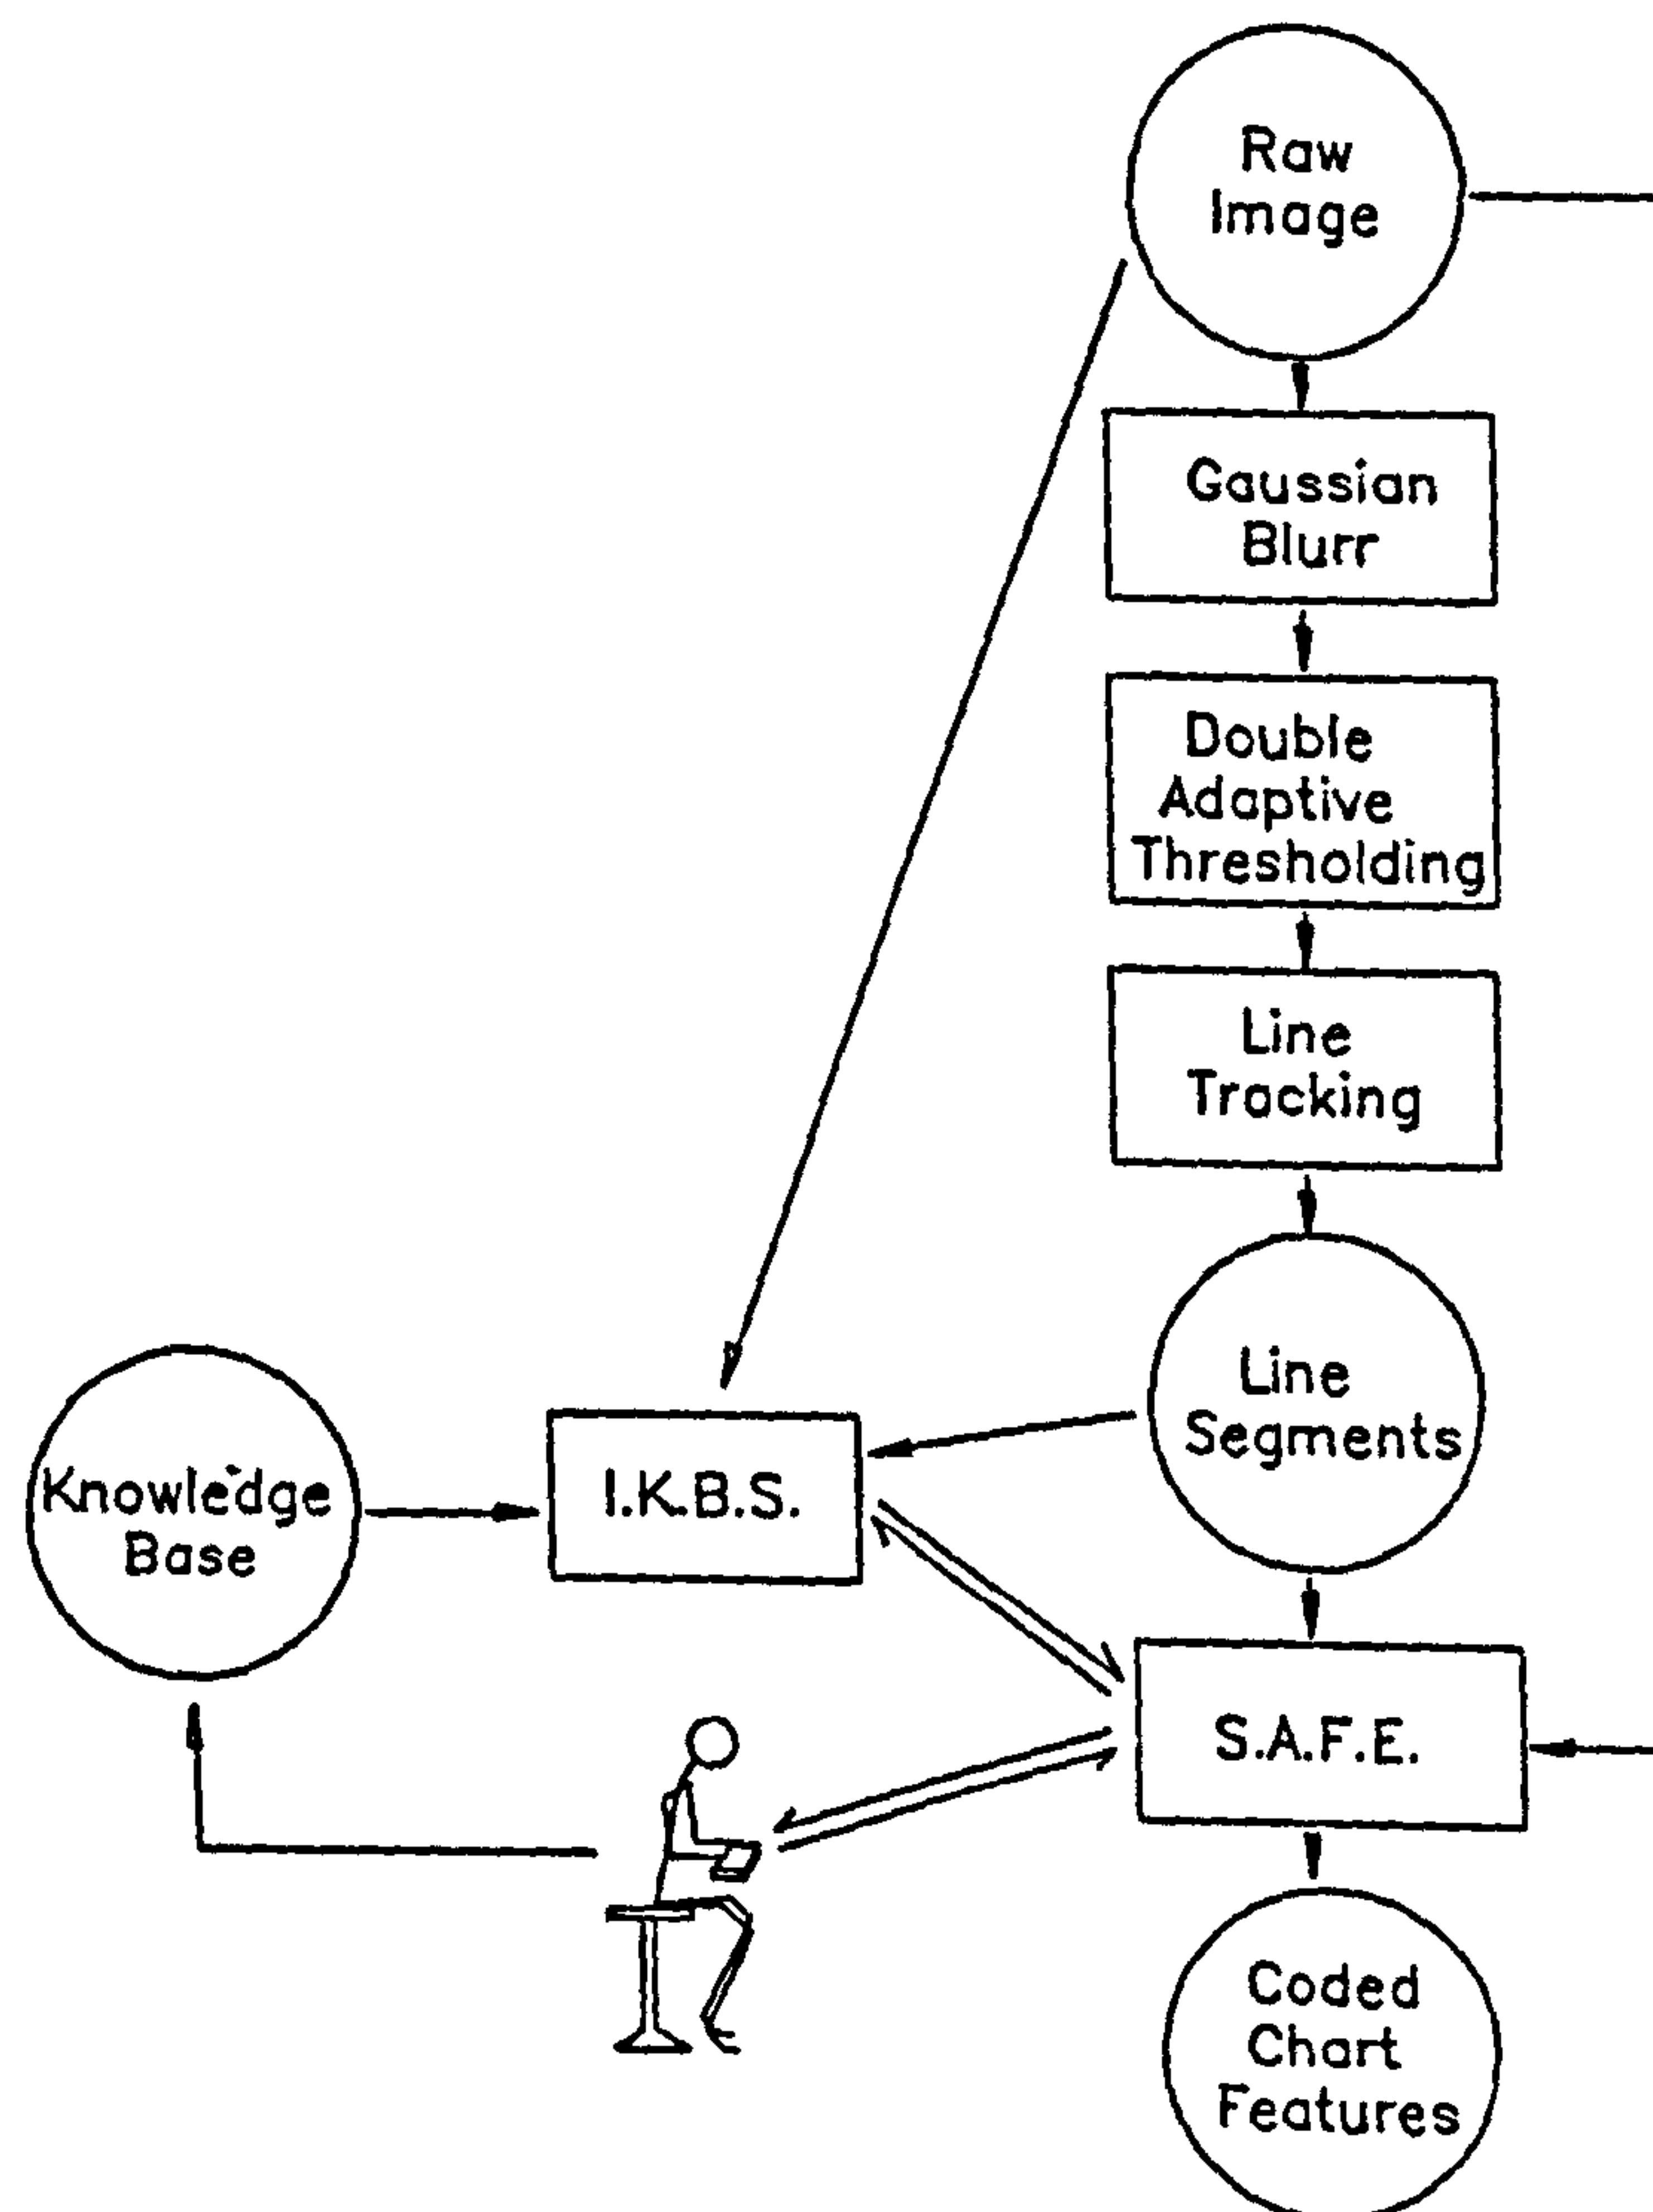 Raw
Image
Gaussian
Blurr
Double
Adaptive
Thresholding
Line
Tracking
Line
Segments
Knowledge
Base
I.K.B.S.
S.A.F.E.
Coded
Chart
Features